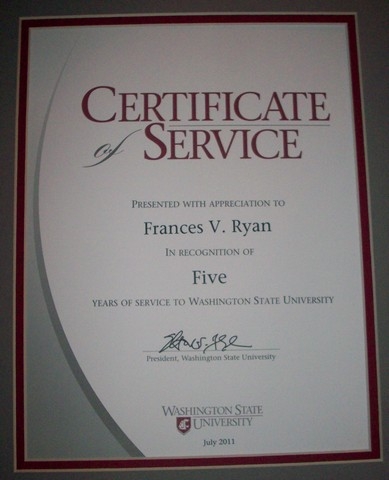 CERTIFICATE
of SERVICE
PRESENTED WITH APPRECIATION TO
Frances V. Ryan
IN RECOGNITION OF
Five
YEARS OF SERVICE TO WASHINGTON STATE UNIVERSITY
President, Washington State University
WASHINGTON STATE
UNIVERSITY
July 2011